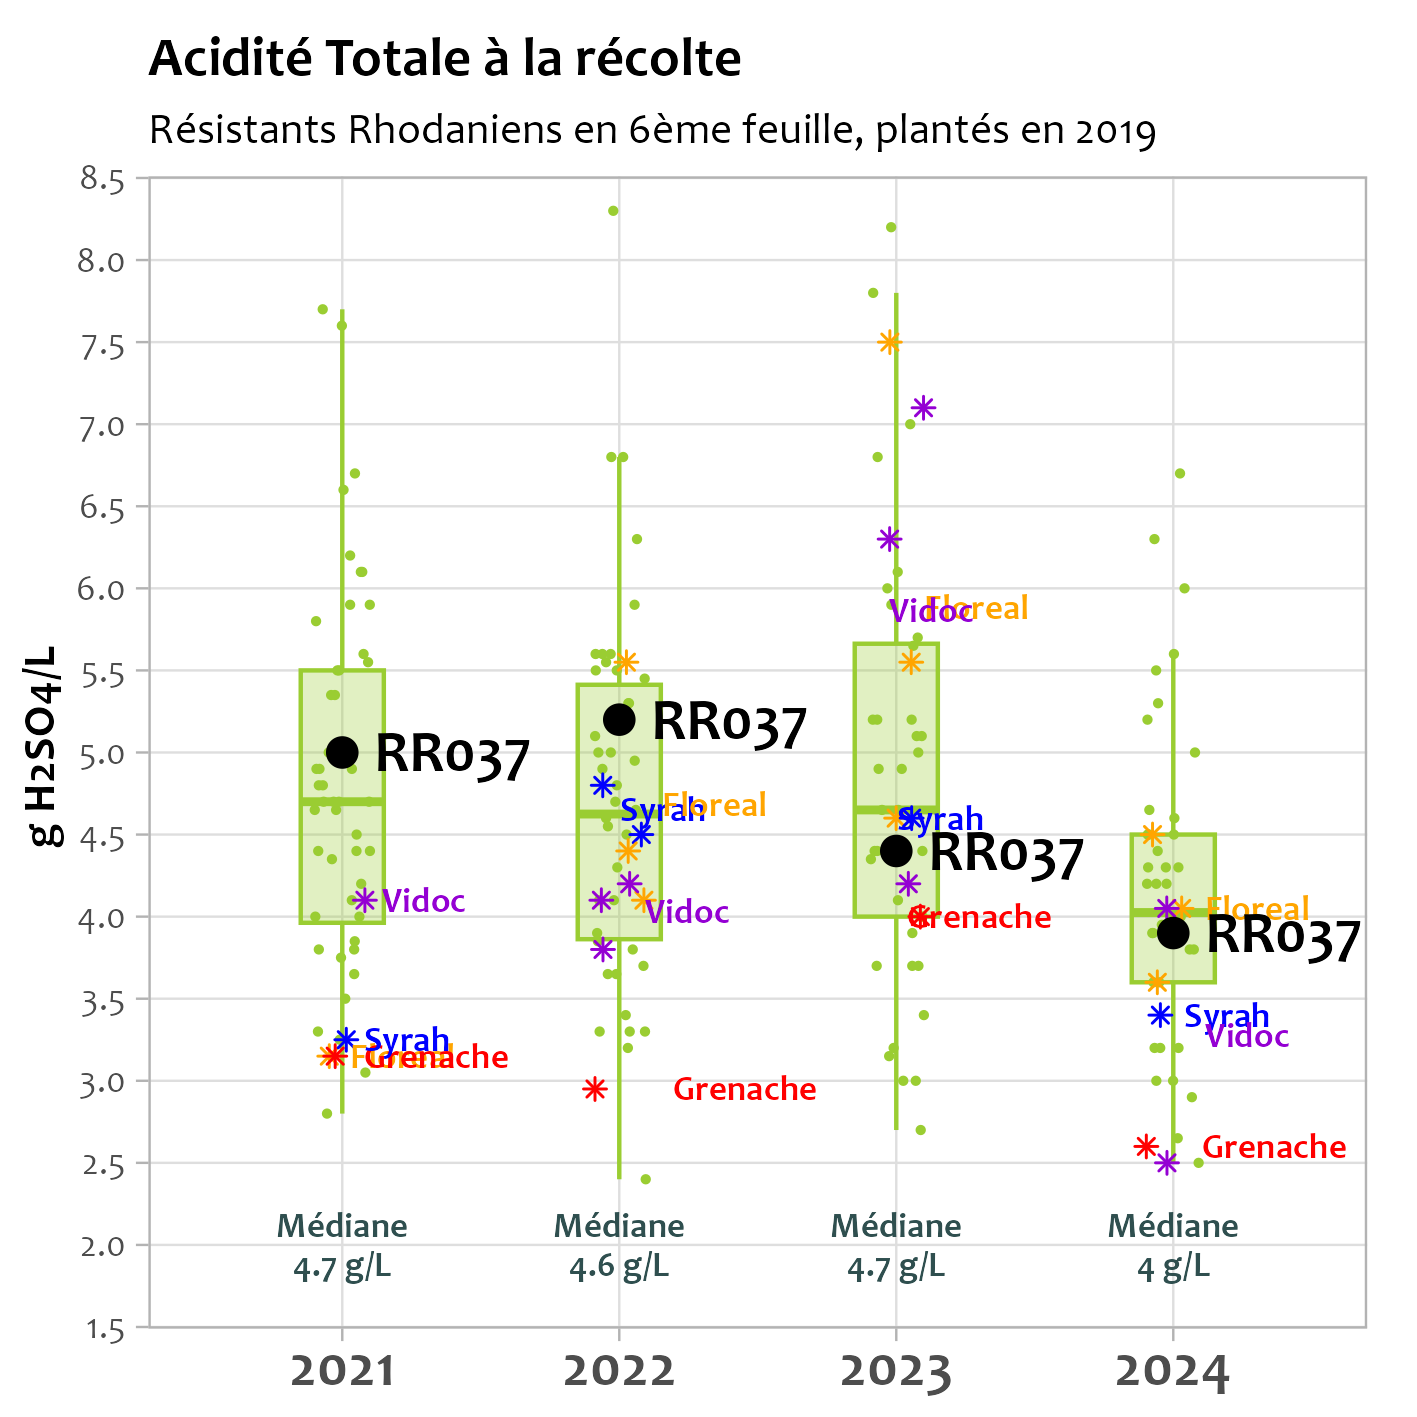 Acidité Totale à la récolte
Résistants Rhodaniens en 6ème feuille, plantés en 2019
g H2SO4/L
8.5
8.0
7.5
7.0
6.5
6.0
5.5
5.0
4.5
4.0
3.5
3.0
2.5
2.0
1.5
RR037
Vidoc
Syrah
Floreal
Grenache
Médiane
4.7 g/L
2021
RR037
Syrah
Floreal
Vidoc
Grenache
Médiane
4.6 g/L
2022
Vidoc
Floreal
Syrah
RR037
Grenache
Médiane
4.7 g/L
2023
Floreal
RR037
Syrah
Vidoc
Grenache
Médiane
4 g/L
2024